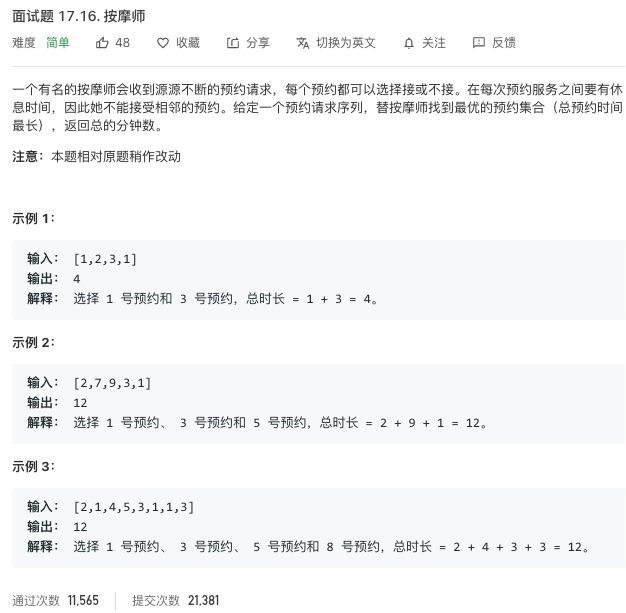 面试题 17.16. 按摩师
难度 简单 48 收藏 分享 切换为英文 关注 反馈
一个有名的按摩师会收到源源不断的预约请求，每个预约都可以选择接或不接。在每次预约服务之间要有休
息时间，因此她不能接受相邻的预约。给定一个预约请求序列，替按摩师找到最优的预约集合（总预约时间
最长），返回总的分钟数。
注意：本题相对原题稍作改动
示例 1：
输入： [1,2,3,1]
输出： 4
解释： 选择 1 号预约和 3 号预约，总时长 = 1 + 3 = 4。
示例 2：
输入： [2,7,9,3,1]
输出： 12
解释： 选择 1 号预约、 3 号预约和 5 号预约，总时长 = 2 + 9 + 1 = 12。
示例 3：
输入： [2,1,4,5,3,1,1,3]
输出： 12
解释： 选择 1 号预约、 3 号预约、 5 号预约和 8 号预约，总时长 = 2 + 4 + 3 + 3 = 12。
通过次数 11,565 提交次数 21,381